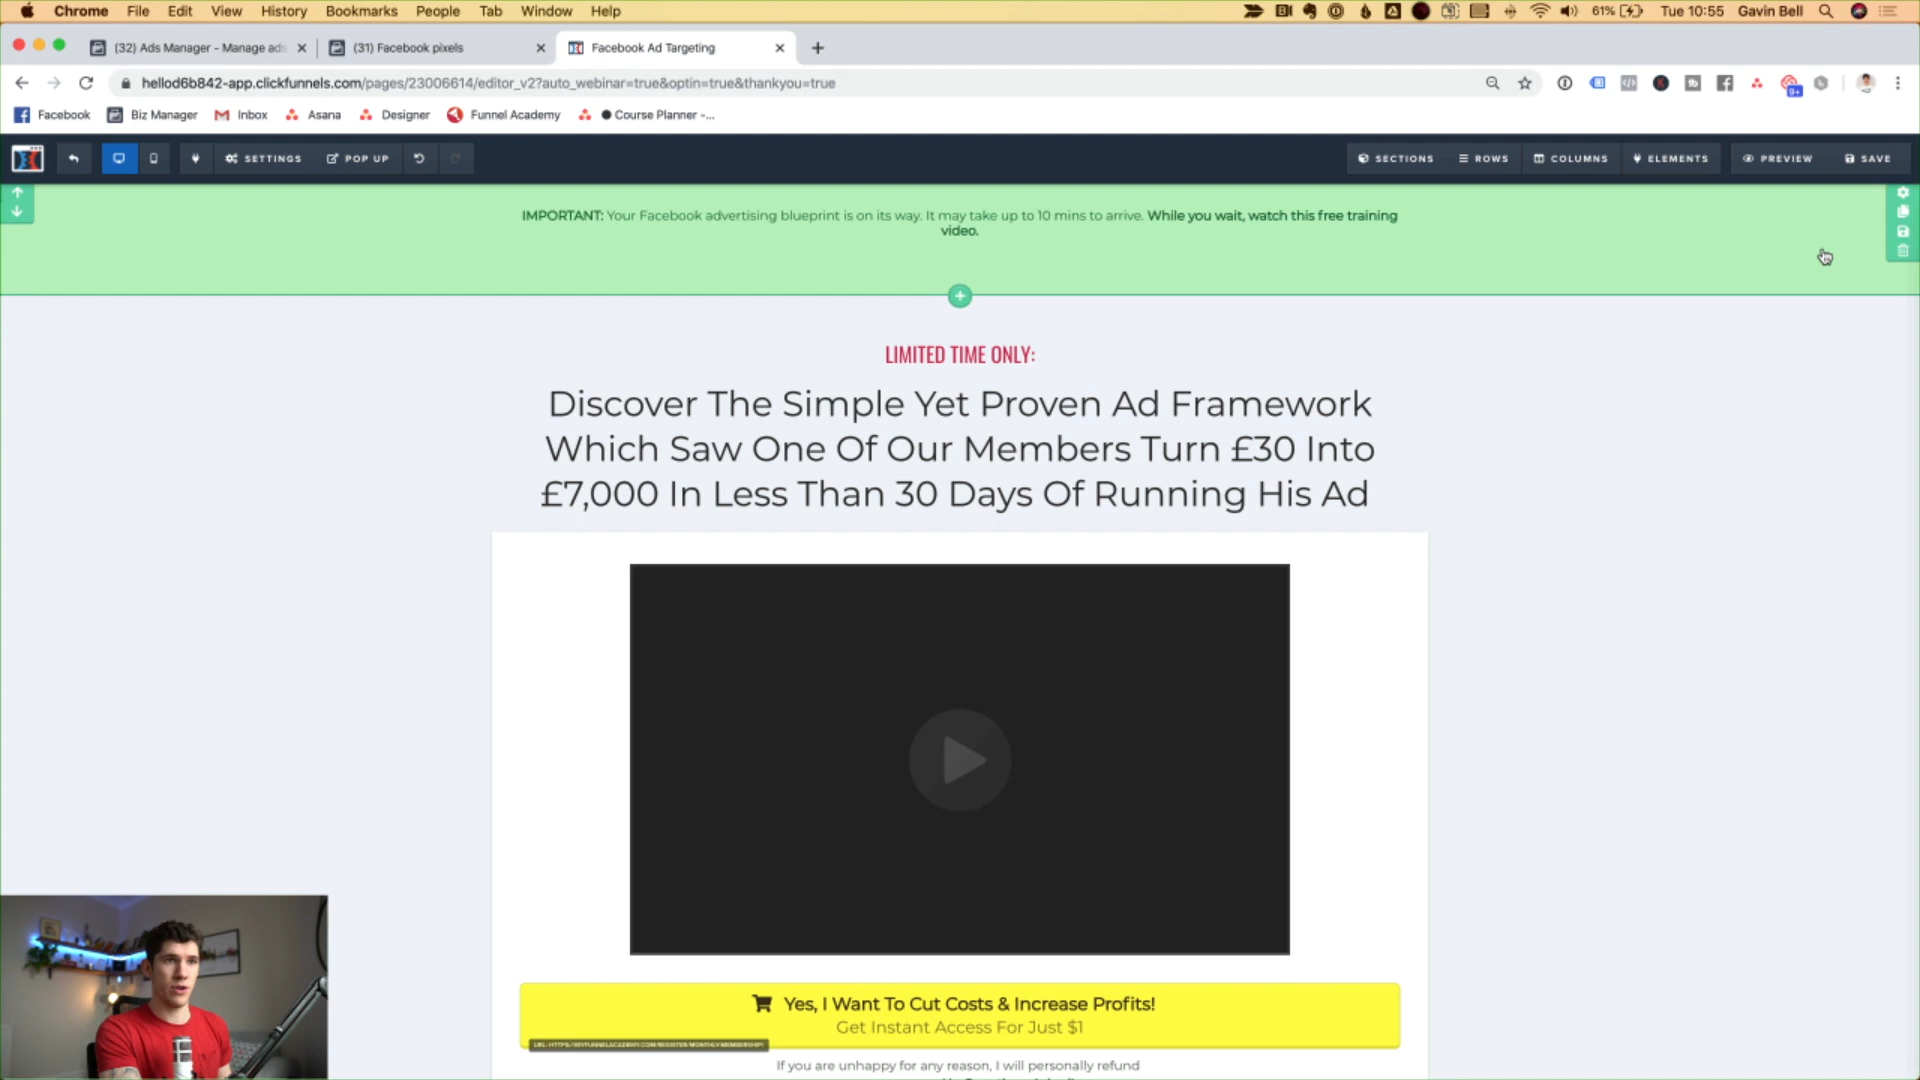 Chrome File Edit View History Bookmarks People Tab Window Help 61% Tue 10:55 Gavin Bell
(32) Ads Manager - Manage ads (31) Facebook pixels Facebook Ad Targeting
hellod6b842-app.clickfunnels.com/pages/23006614/editor_v2?auto_webinar=true&optin=true&thankyou=true
Facebook Biz Manager Inbox Asana Designer Funnel Academy Course Planner -...
SETTINGS POP UP SECTIONS ROWS COLUMNS ELEMENTS PREVIEW SAVE
IMPORTANT: Your Facebook advertising blueprint is on its way. It may take up to 10 mins to arrive. While you wait, watch this free training
video.
LIMITED TIME ONLY:
Discover The Simple Yet Proven Ad Framework
Which Saw One Of Our Members Turn £30 Into
£7,000 In Less Than 30 Days Of Running His Ad
Yes, I Want To Cut Costs & Increase Profits!
Get Instant Access For Just $1
URL: HTTPS://MYFUNNELACADEMY.COM/REGISTER/MONTHLY-MEMBERSHIP/
If you are unhappy for any reason, I will personally refund